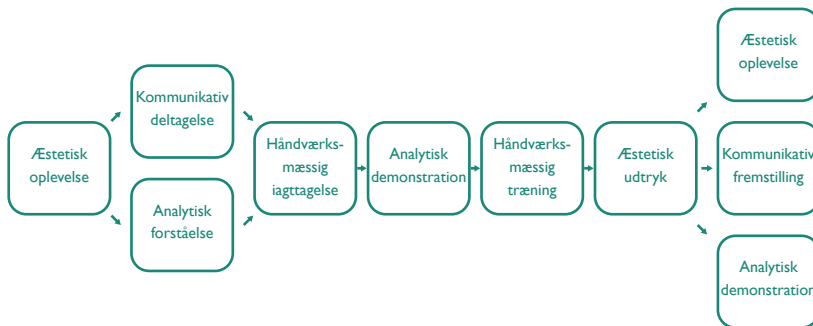 Æstetisk
oplevelse
Kommunikativ
deltagelse
Analytisk
forståelse
Håndværks-
mæssig
iagttagelse
Analytisk
demonstration
Håndværks-
mæssig
træning
Æstetisk
udtryk
Æstetisk
oplevelse
Kommunikativ
fremstilling
Analytisk
demonstration